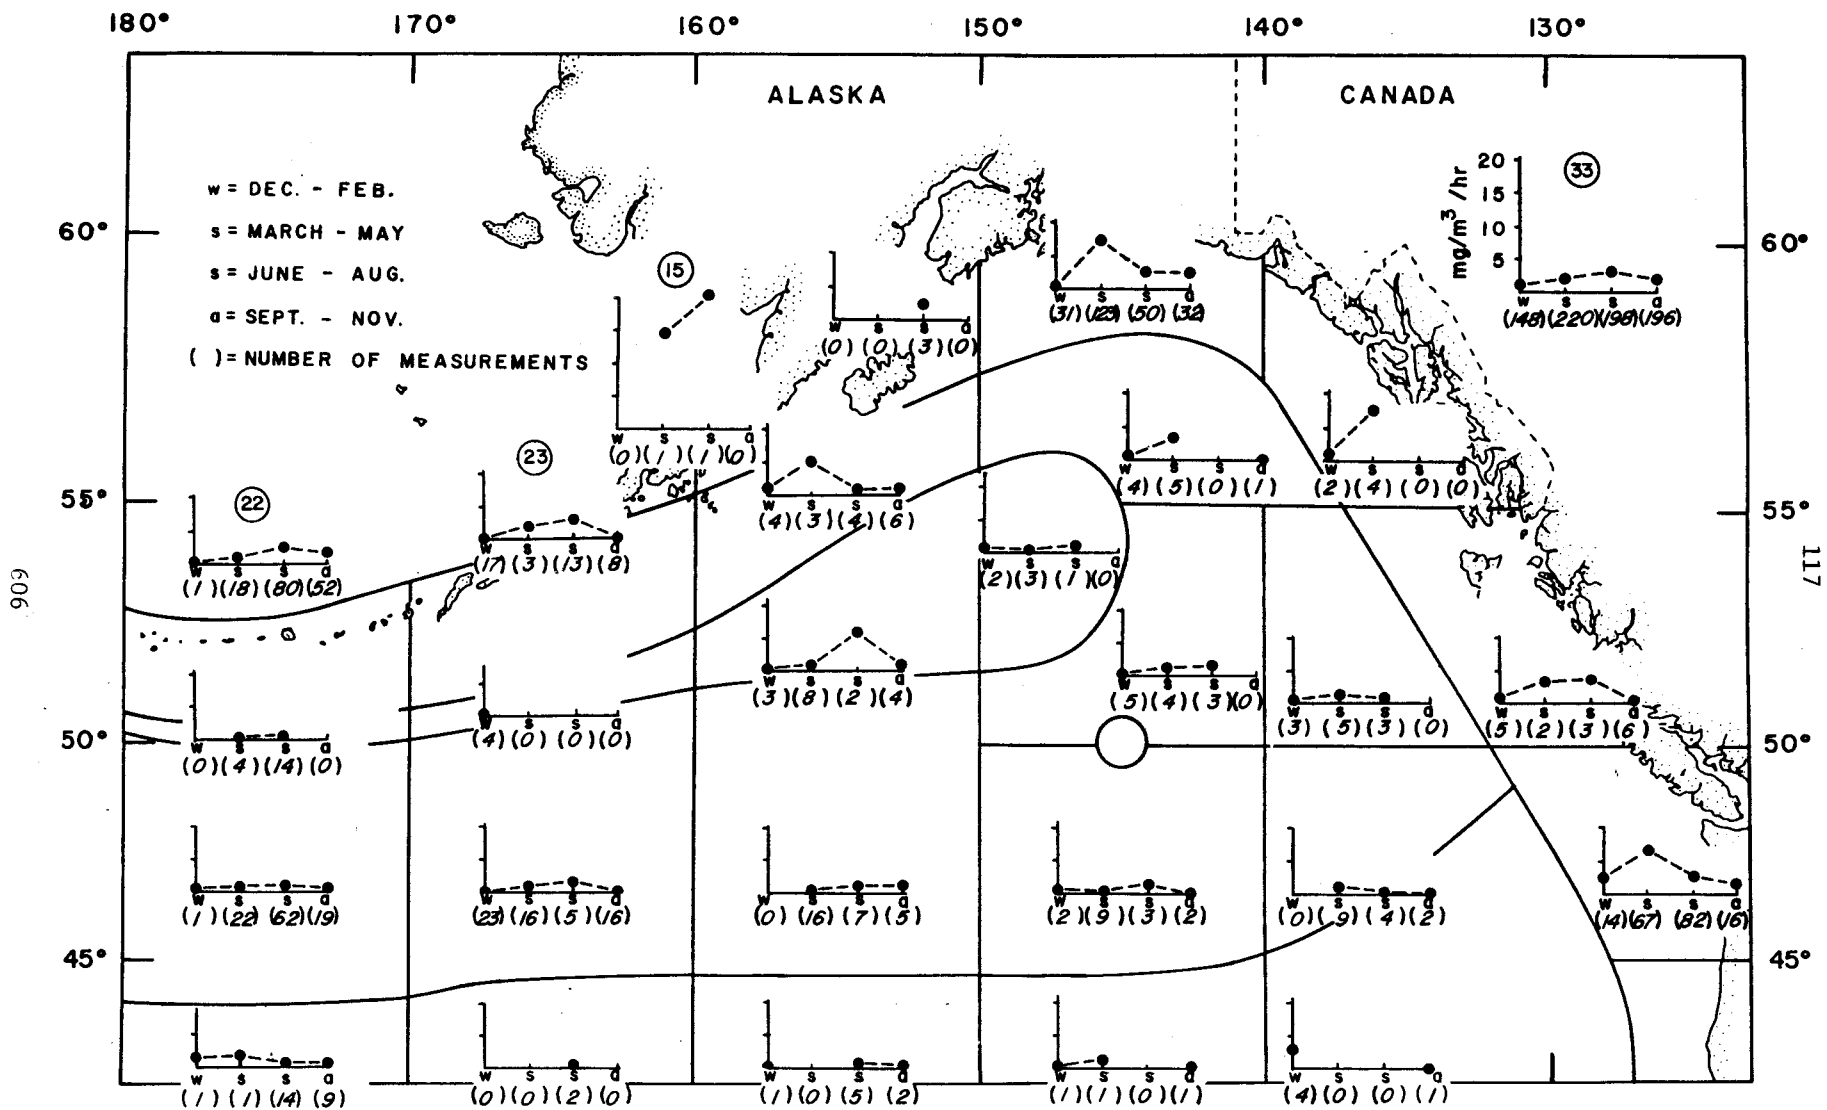 180° 170° 160° 150° 140° 130°
ALASKA CANADA
w = DEC. - FEB.
s = MARCH - MAY
s = JUNE - AUG.
a = SEPT. - NOV.
( ) = NUMBER OF MEASUREMENTS
60° 60°
55° 55°
50° 50°
45° 45°
909
117
33
mg/m³/hr
20
15
10
5
w s s a
(148)(220)(198)(196)
w s s a
(31)(123)(50)(32)
w s s a
(0)(0)(3)(0)
15
w s s a
(0)(1)(1)(0)
w s s a
(4)(5)(0)(1)
w s s a
(2)(4)(0)(0)
22
w s s a
(1)(18)(80)(52)
23
w s s a
(17)(3)(13)(8)
w s s a
(4)(3)(4)(6)
w s s a
(2)(3)(1)(0)
w s s a
(0)(4)(14)(0)
w s s a
(4)(0)(0)(0)
w s s a
(3)(8)(2)(4)
w s s a
(5)(4)(3)(0)
w s s a
(3)(5)(3)(0)
w s s a
(5)(2)(3)(6)
w s s a
(1)(22)(62)(19)
w s s a
(23)(16)(5)(16)
w s s a
(0)(16)(7)(5)
w s s a
(2)(9)(3)(2)
w s s a
(0)(9)(4)(2)
w s s a
(14)(67)(82)(16)
w s s a
(1)(1)(14)(9)
w s s a
(0)(0)(2)(0)
w s s a
(1)(0)(5)(2)
w s s a
(1)(1)(0)(1)
w s s a
(4)(0)(0)(1)